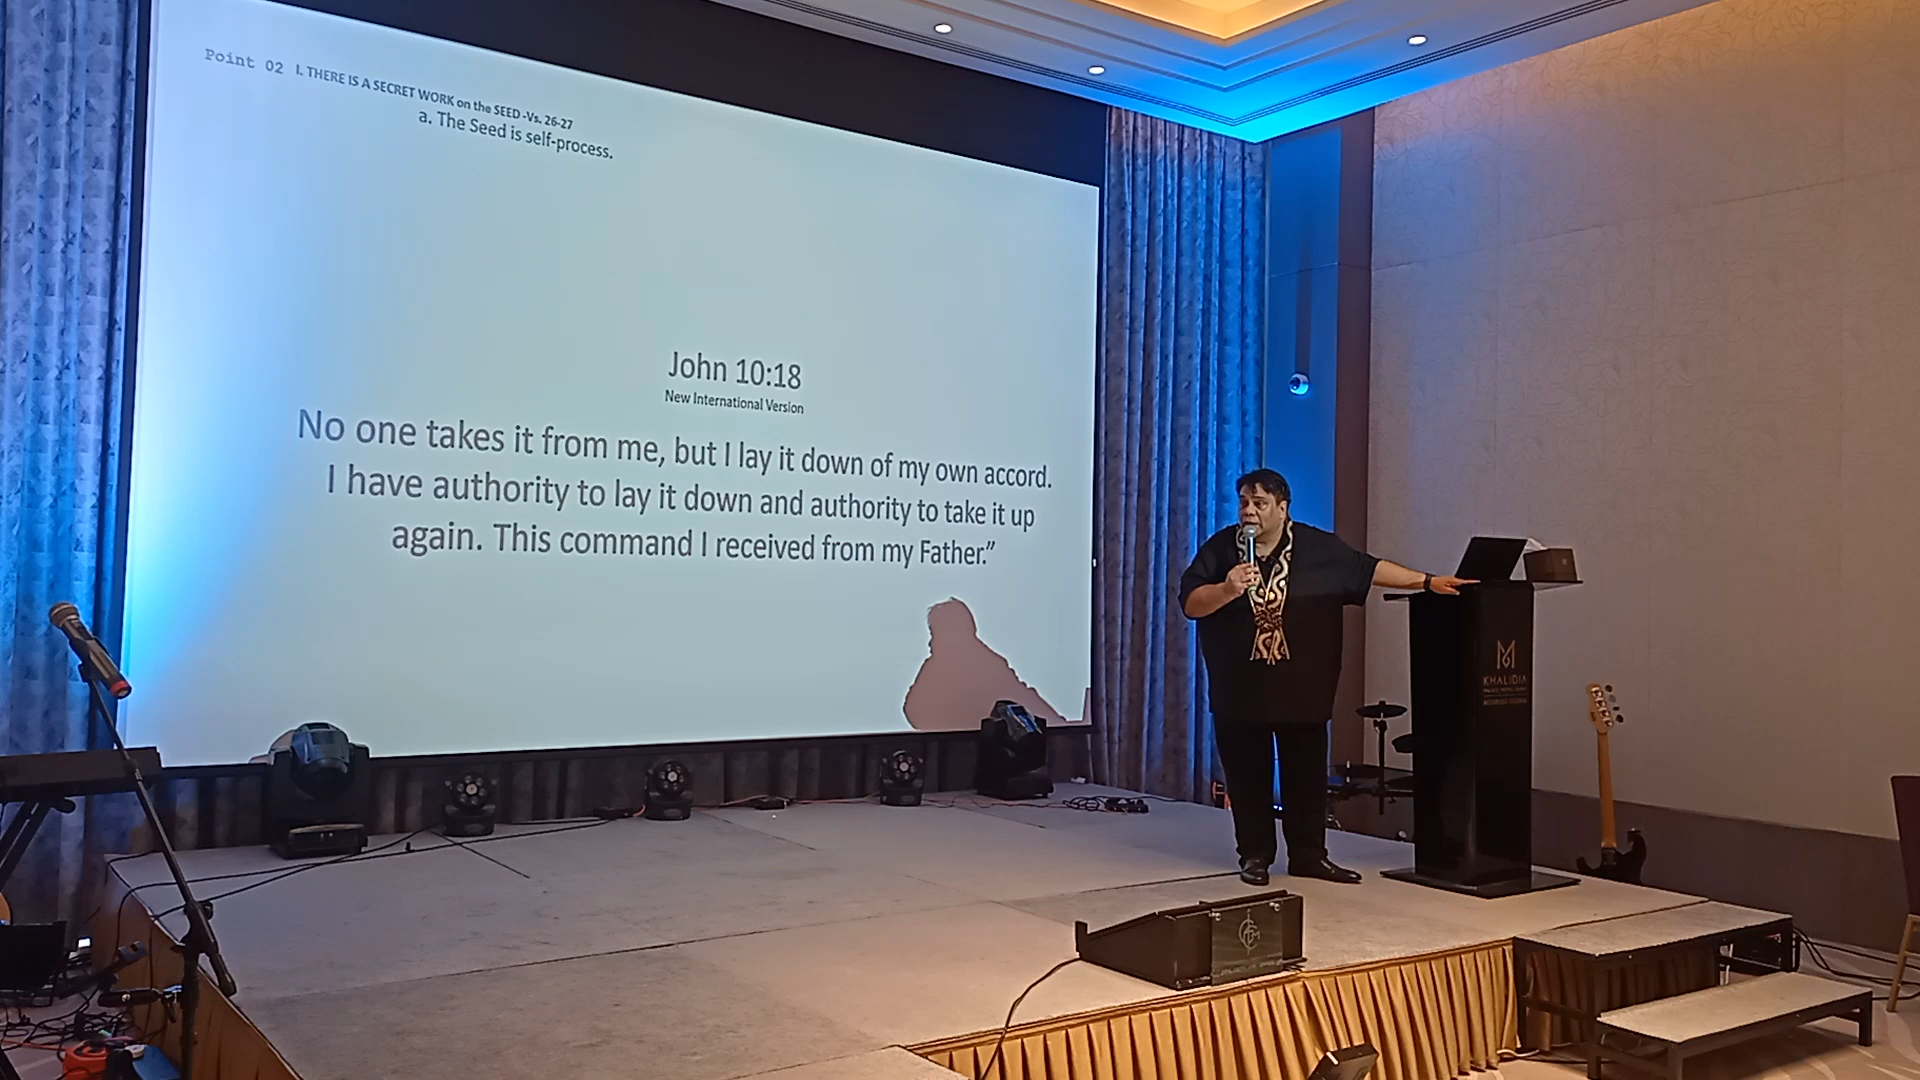 Point 02 I. THERE IS A SECRET WORK on the SEED -Vs. 26-27
a. The Seed is self-process.
John 10:18
New International Version
No one takes it from me, but I lay it down of my own accord.
I have authority to lay it down and authority to take it up
again. This command I received from my Father.”
M
KHALIDIA